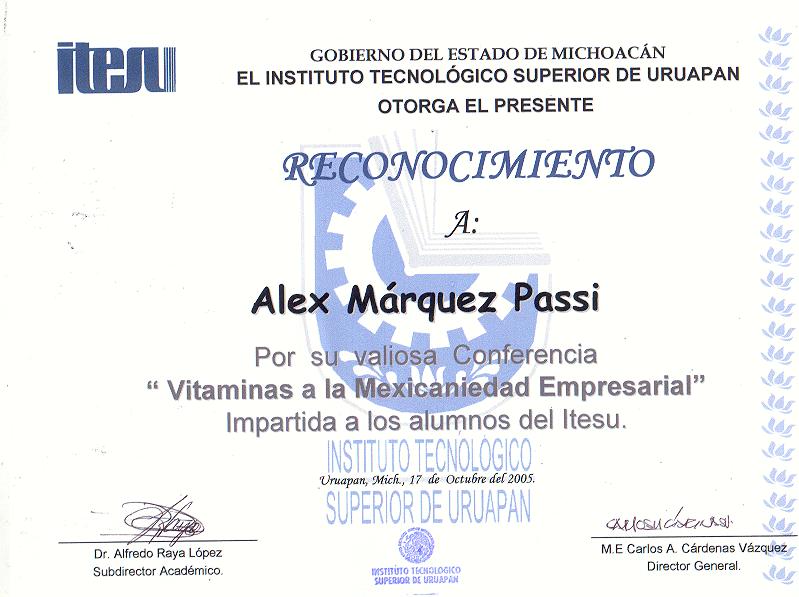 itesu
GOBIERNO DEL ESTADO DE MICHOACÁN
EL INSTITUTO TECNOLÓGICO SUPERIOR DE URUAPAN
OTORGA EL PRESENTE
RECONOCIMIENTO
A:
Alex Márquez Passi
Por su valiosa Conferencia
“ Vitaminas a la Mexicaniedad Empresarial”
Impartida a los alumnos del Itesu.
INSTITUTO TECNOLÓGICO
Uruapan, Mich., 17 de Octubre del 2005.
SUPERIOR DE URUAPAN
Dr. Alfredo Raya López
Subdirector Académico.
M.E Carlos A. Cárdenas Vázquez
Director General.
INSTITUTO TECNOLOGICO
SUPERIOR DE URUAPAN